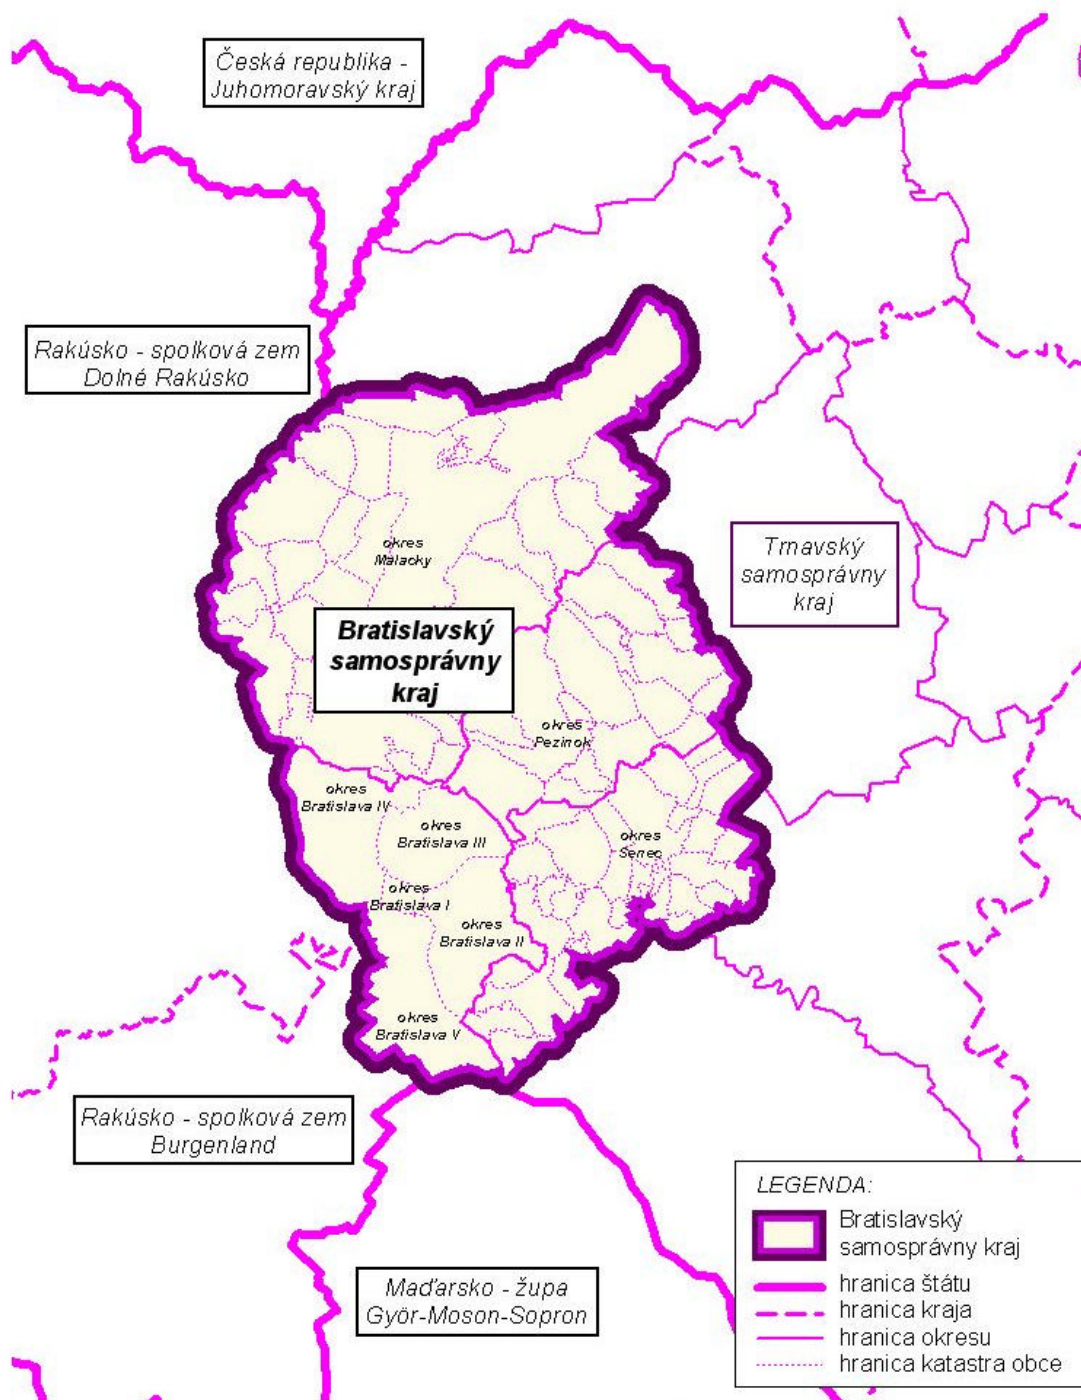 Česká republika -
Juhomoravský kraj
Rakúsko - spolková zem
Dolné Rakúsko
okres
Malacky
Trnavský
samosprávny
kraj
Bratislavský
samosprávny
kraj
okres
Pezinok
okres
Bratislava IV
okres
Bratislava III
okres
Senec
okres
Bratislava I
okres
Bratislava II
okres
Bratislava V
Rakúsko - spolková zem
Burgenland
Maďarsko - župa
Györ-Moson-Sopron
LEGENDA:
Bratislavský
samosprávny kraj
hranica štátu
hranica kraja
hranica okresu
hranica katastra obce